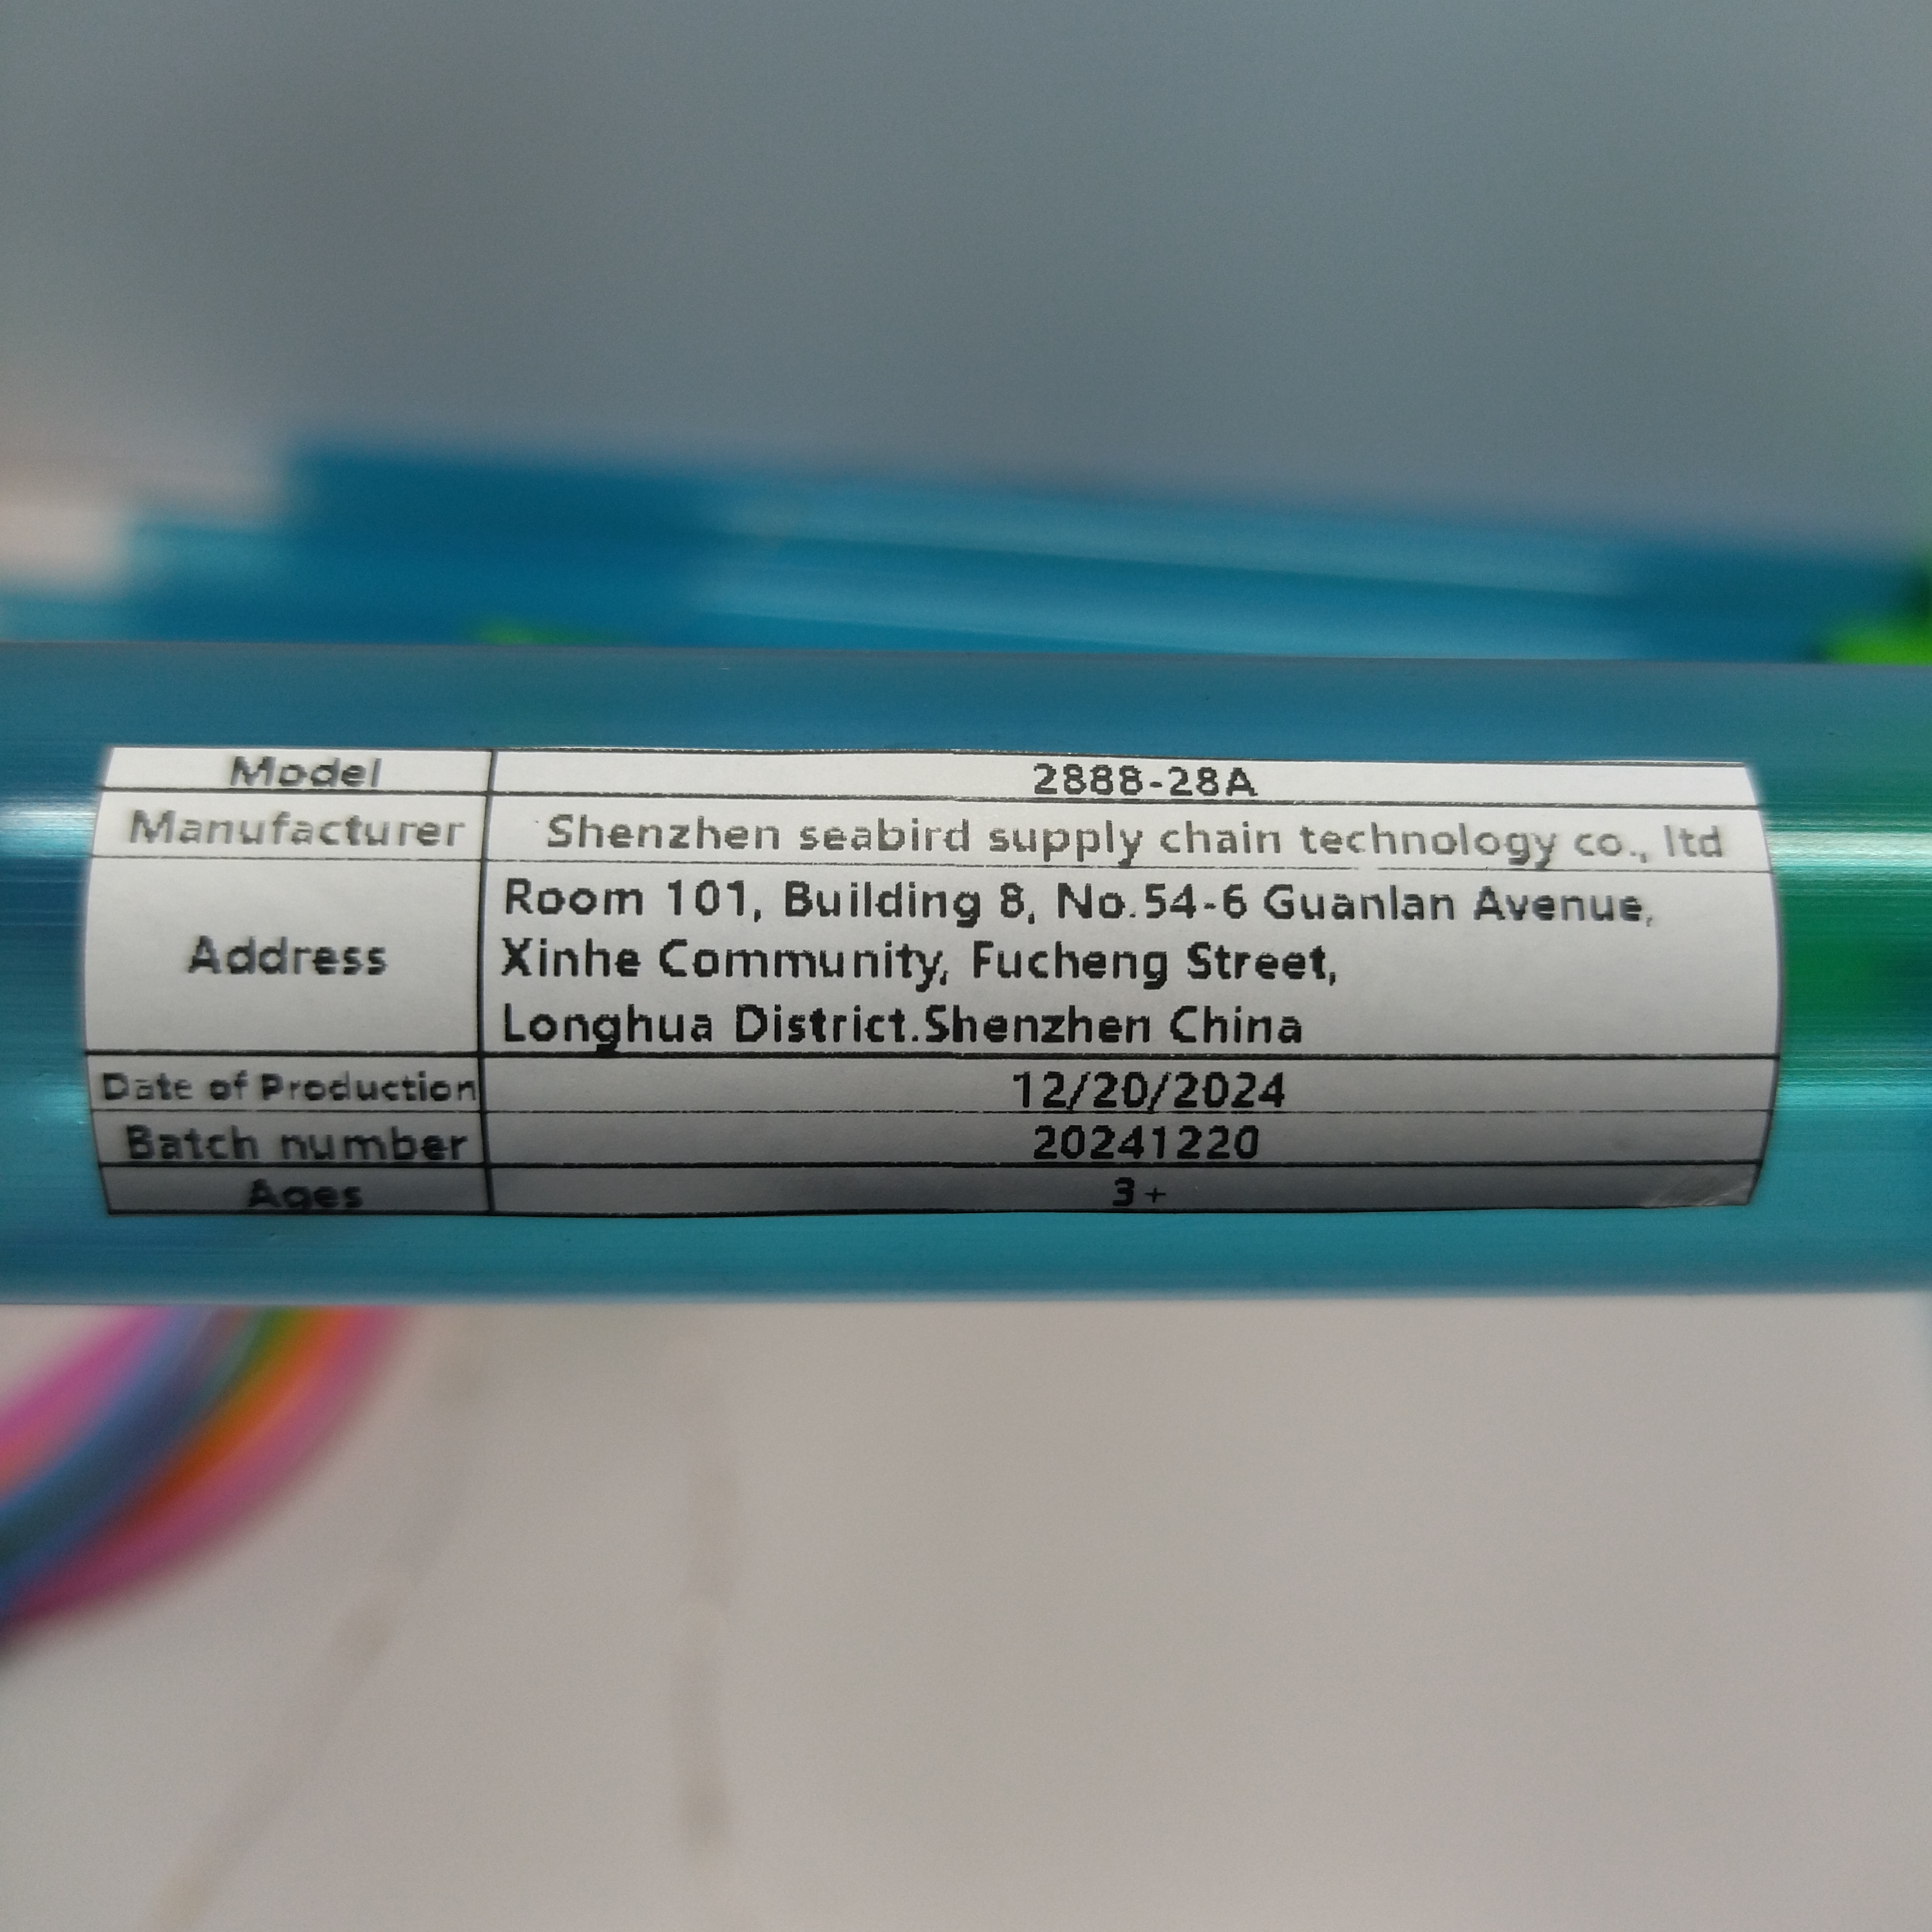 Model 2888-28A
Manufacturer Shenzhen seabird supply chain technology co., ltd
Room 101, Building 8, No.54-6 Guanlan Avenue,
Address Xinhe Community, Fucheng Street,
Longhua District.Shenzhen China
Date of Production 12/20/2024
Batch number 20241220
Ages 3+